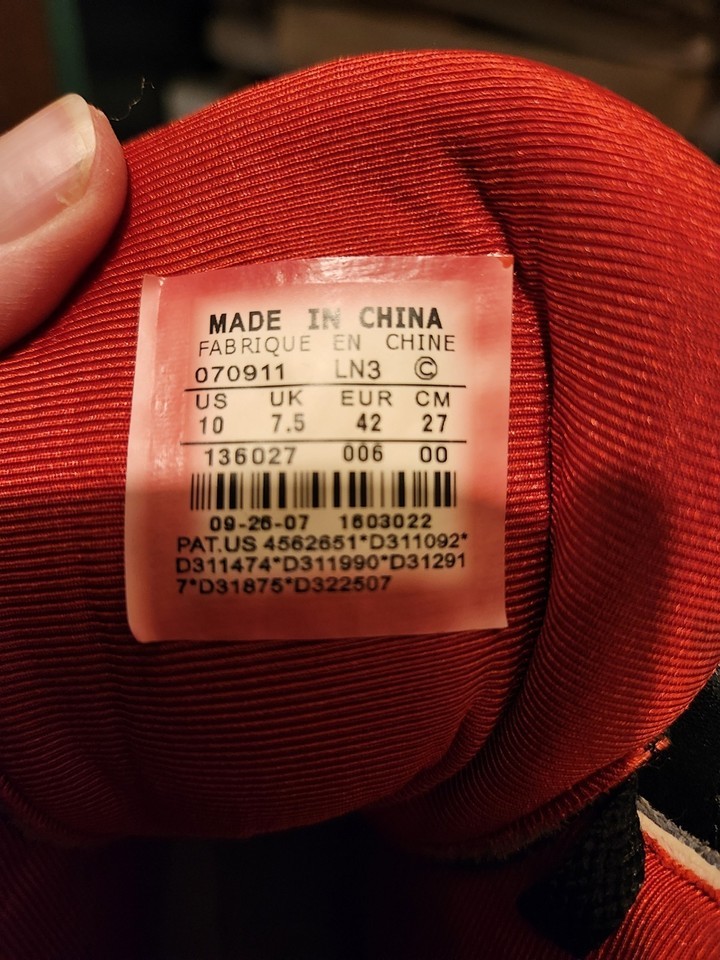 MADE IN CHINA
FABRIQUE EN CHINE
070911 LN3 ©
US UK EUR CM
10 7.5 42 27
136027 006 00
09-26-07 1603022
PAT.US 4562651*D311092*
D311474*D311990*D31291
7*D31875*D322507